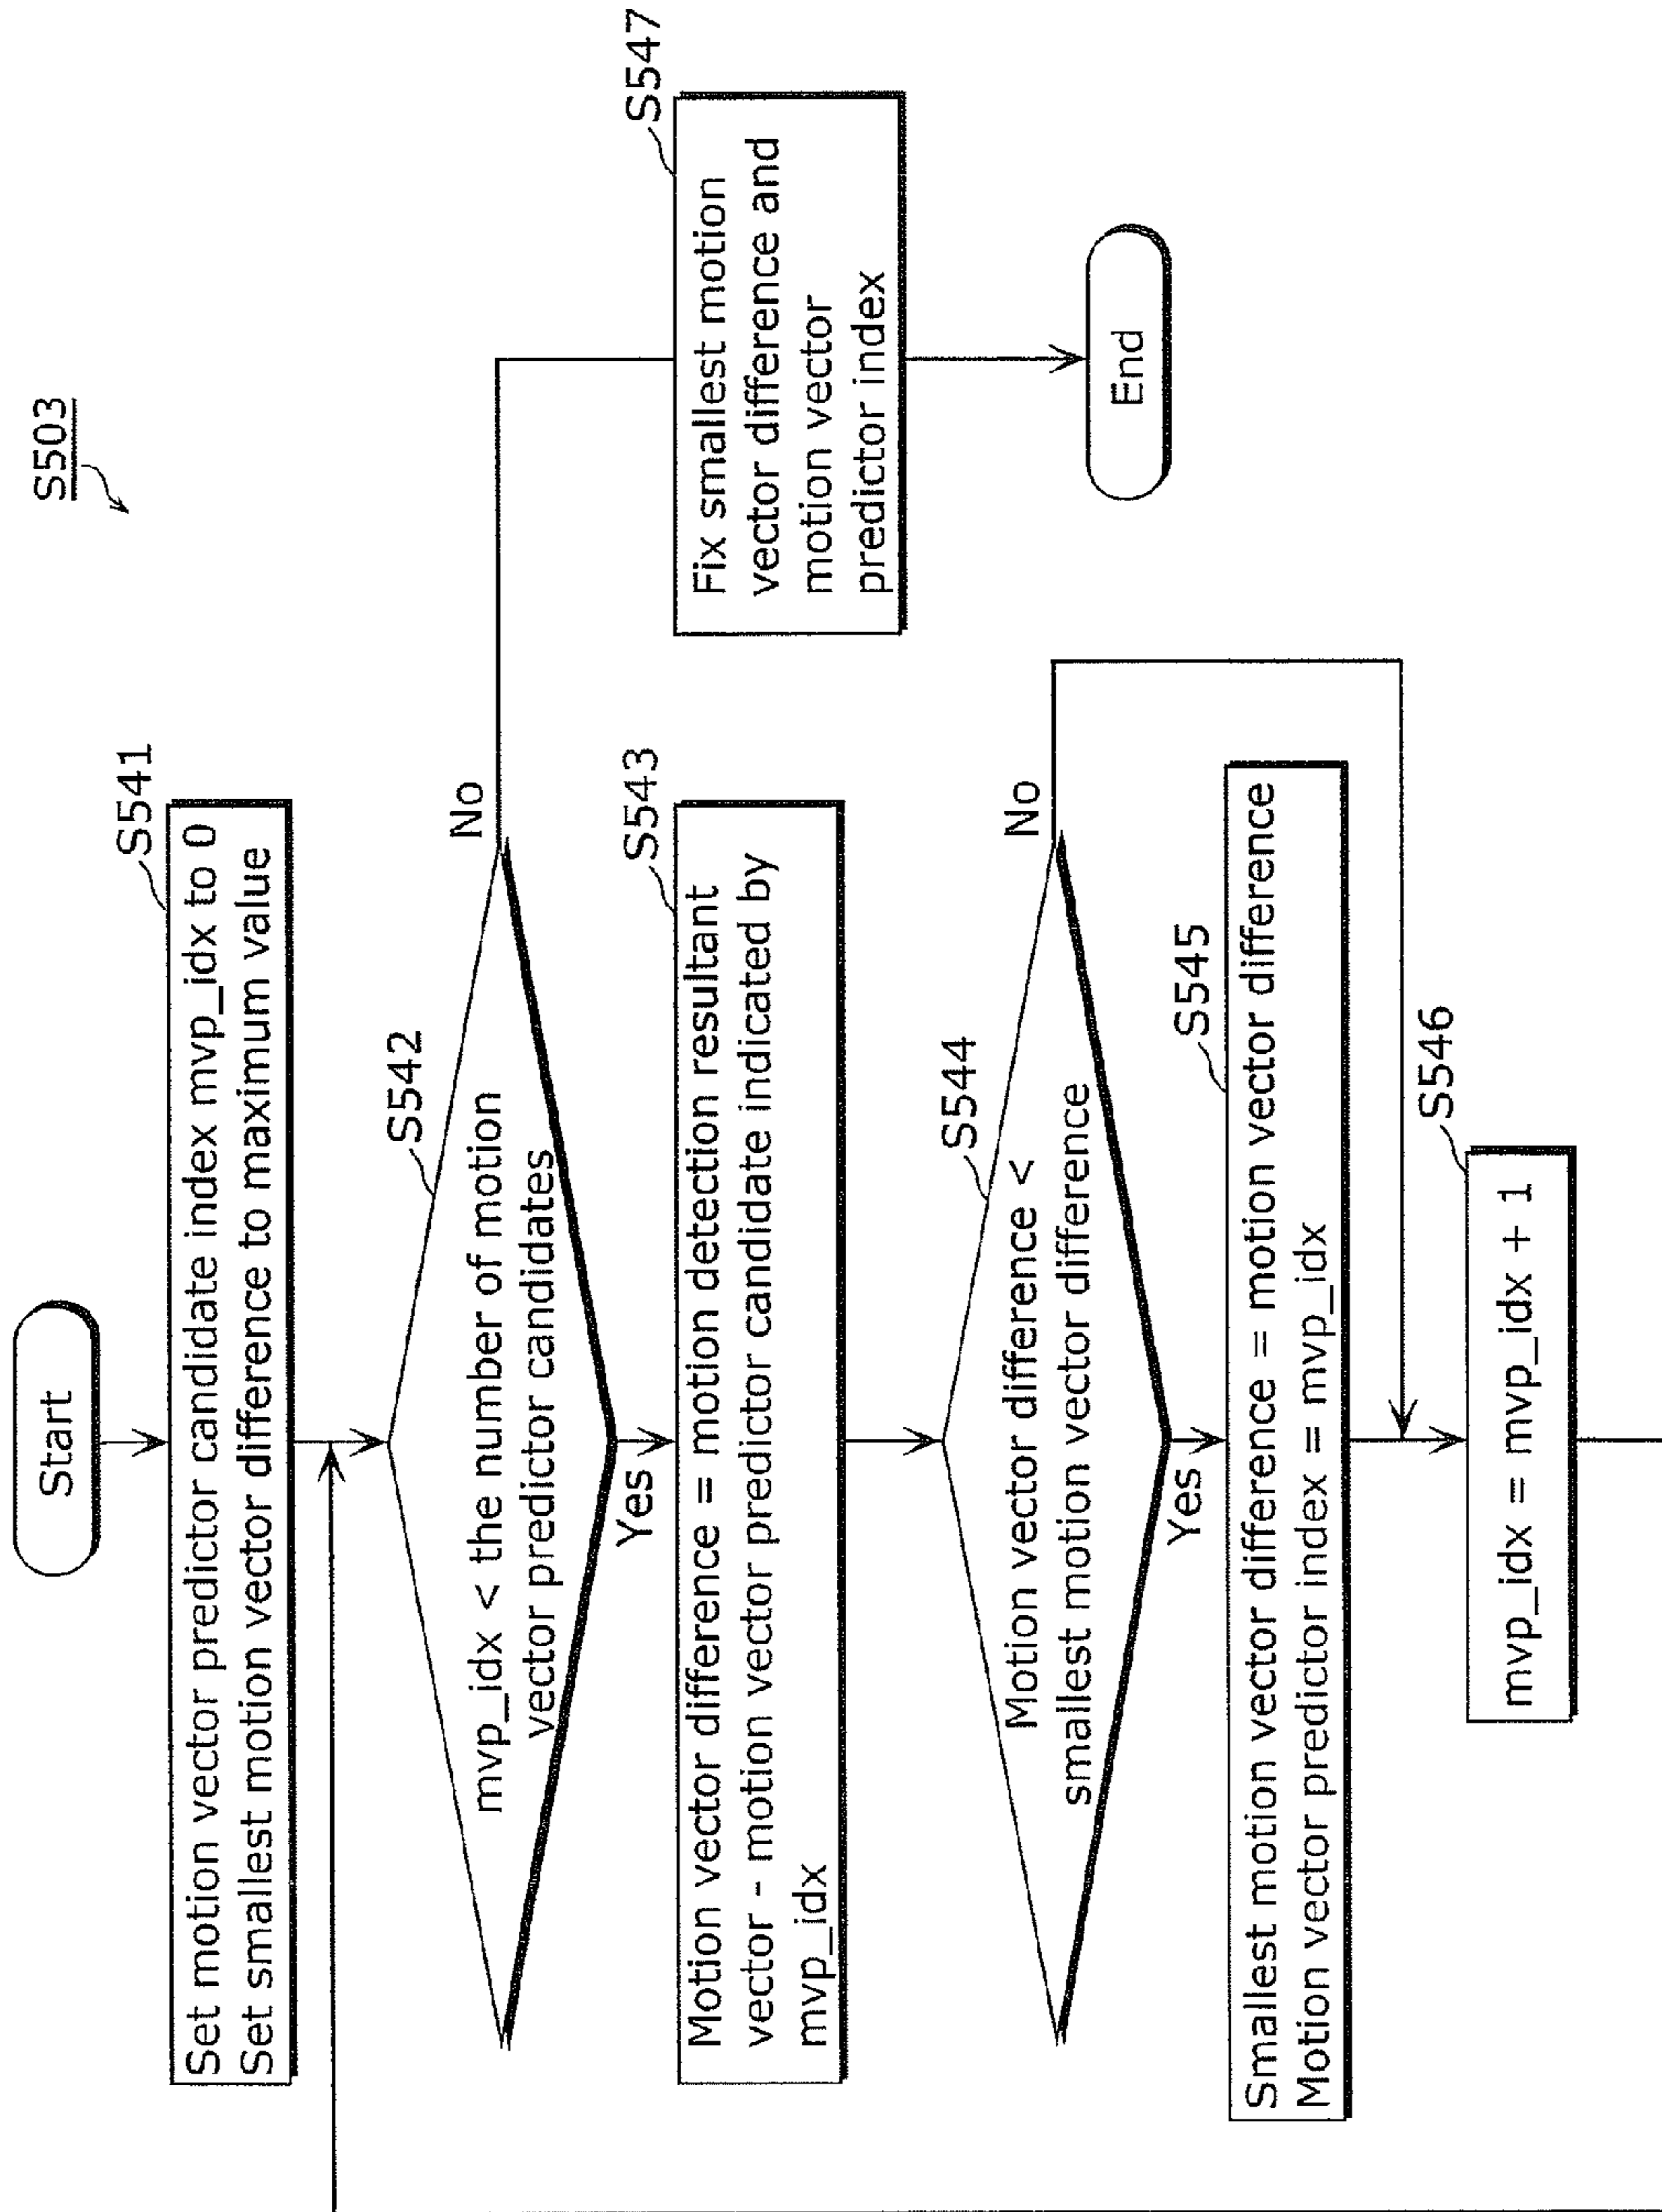 S503
Start
S541
Set motion vector predictor candidate index mvp_idx to 0
Set smallest motion vector difference to maximum value
S542
mvp_idx < the number of motion
vector predictor candidates
No
Yes
S543
Motion vector difference = motion detection resultant
vector - motion vector predictor candidate indicated by
mvp_idx
S544
Motion vector difference <
smallest motion vector difference
No
Yes
S545
Smallest motion vector difference = motion vector difference
Motion vector predictor index = mvp_idx
S546
mvp_idx = mvp_idx + 1
S547
Fix smallest motion
vector difference and
motion vector
predictor index
End